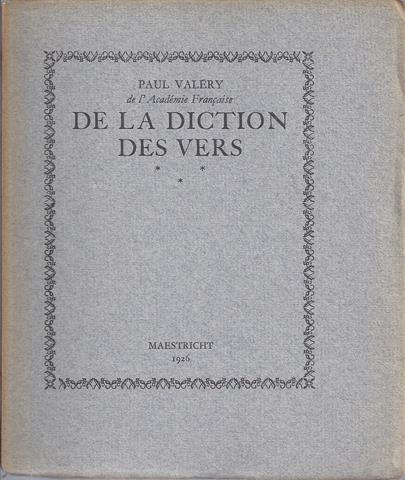 PAUL VALÉRY
de l'Académie Française
DE LA DICTION
DES VERS
* * *
MAESTRICHT
1926